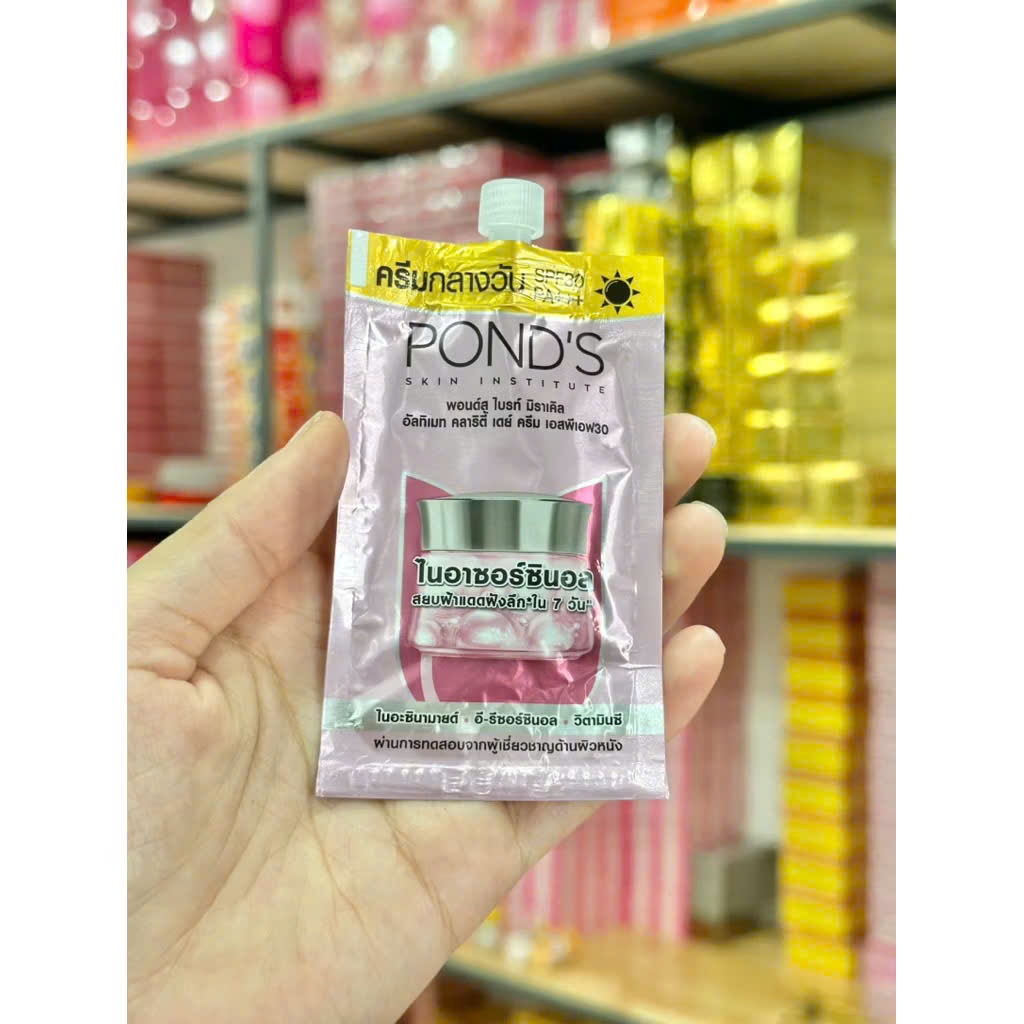 ครีมกลางวัน SPF30
PA+++
POND'S
SKIN INSTITUTE
พอนด์ส ไบรท์ มิราเคิล
อัลทิเมท คลาริตี้ เดย์ ครีม เอสพีเอฟ30
ไนอาซอร์ซินอล
สยบฝ้าแดดฝังลึก* ใน 7 วัน**
ไนอะซินามายด์ • อี-รีซอร์ซินอล • วิตามินซี
ผ่านการทดสอบจากผู้เชี่ยวชาญด้านผิวหนัง